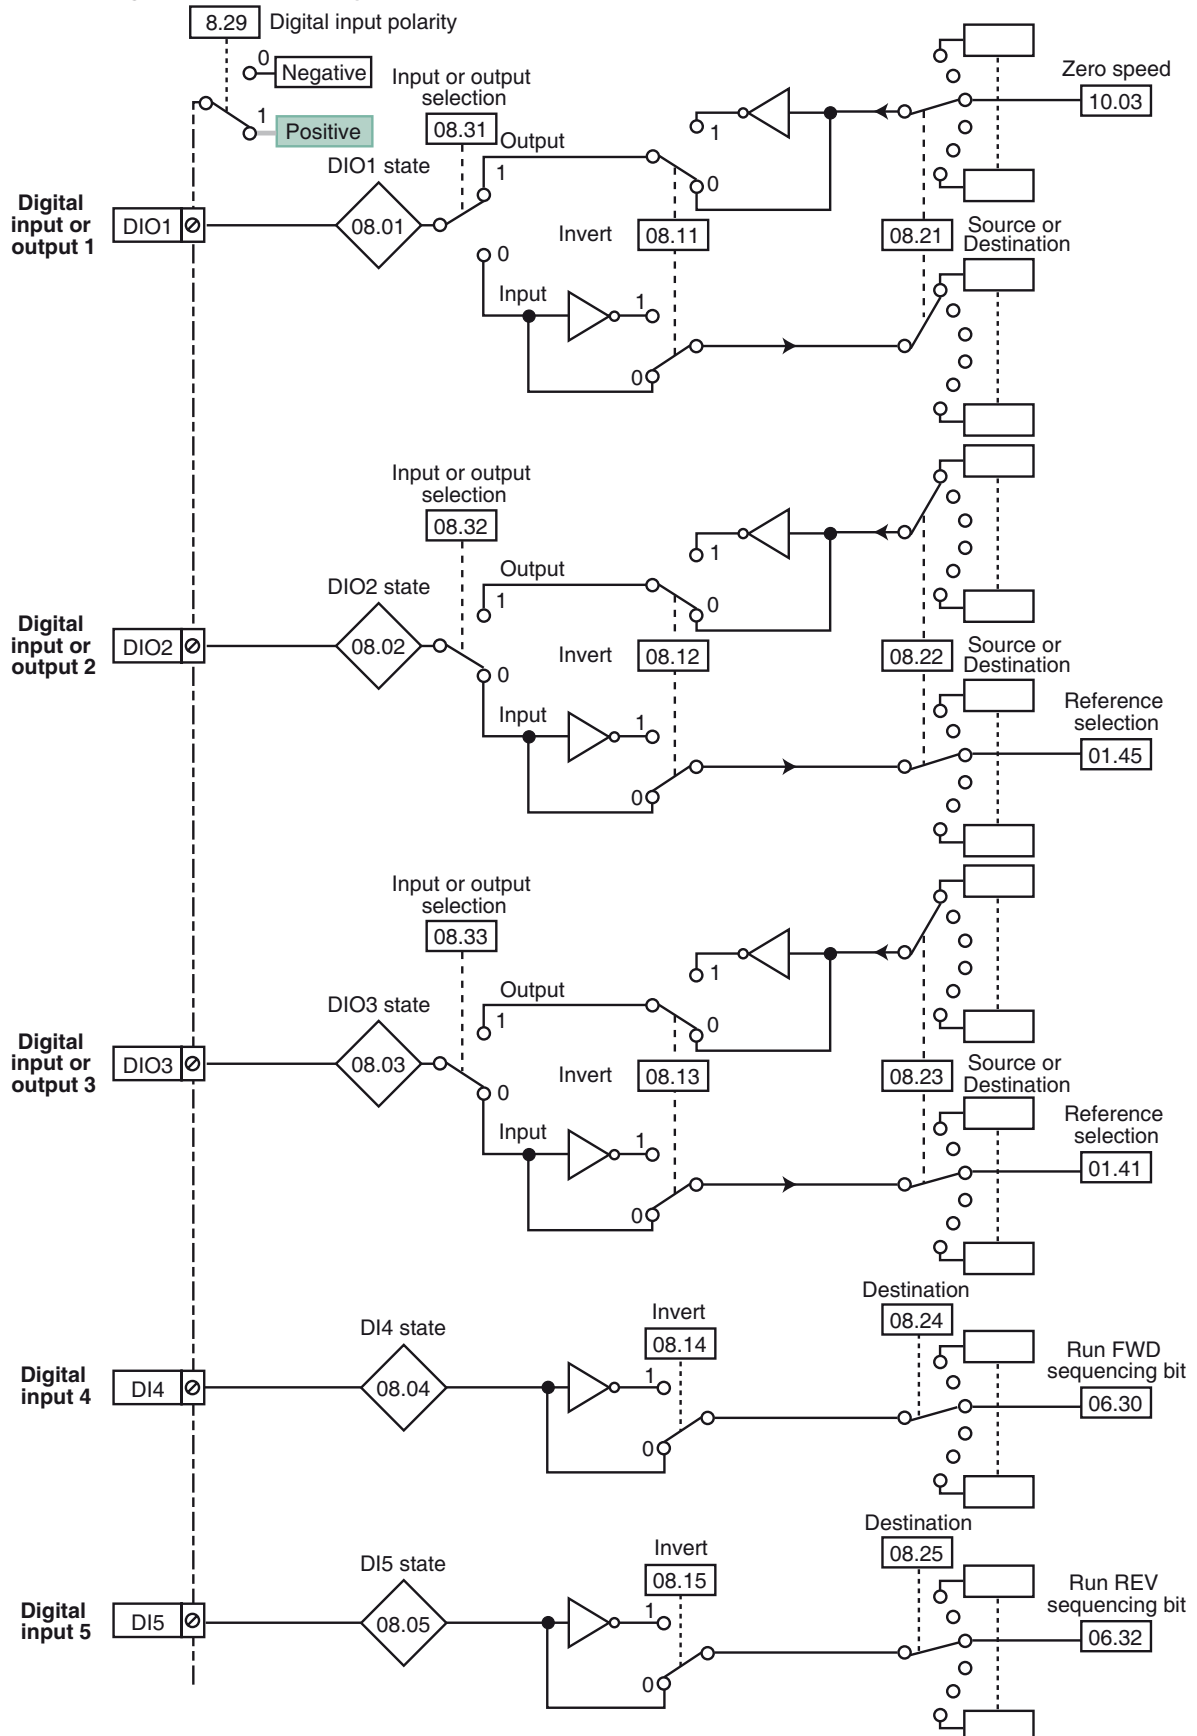 8.29 Digital input polarity
0
Negative
1
Positive
Input or output
selection
08.31
Output
1
DIO1 state
Digital
input or
output 1
DIO1
08.01
0
Input
1
0
Invert
08.11
1
0
08.21
Source or
Destination
Zero speed
10.03
Input or output
selection
08.32
Output
1
DIO2 state
Digital
input or
output 2
DIO2
08.02
0
Input
1
0
Invert
08.12
1
0
08.22
Source or
Destination
Reference
selection
01.45
Input or output
selection
08.33
Output
1
DIO3 state
Digital
input or
output 3
DIO3
08.03
0
Input
1
0
Invert
08.13
1
0
08.23
Source or
Destination
Reference
selection
01.41
DI4 state
Digital
input 4
DI4
08.04
Invert
08.14
1
0
Destination
08.24
Run FWD
sequencing bit
06.30
DI5 state
Digital
input 5
DI5
08.05
Invert
08.15
1
0
Destination
08.25
Run REV
sequencing bit
06.32